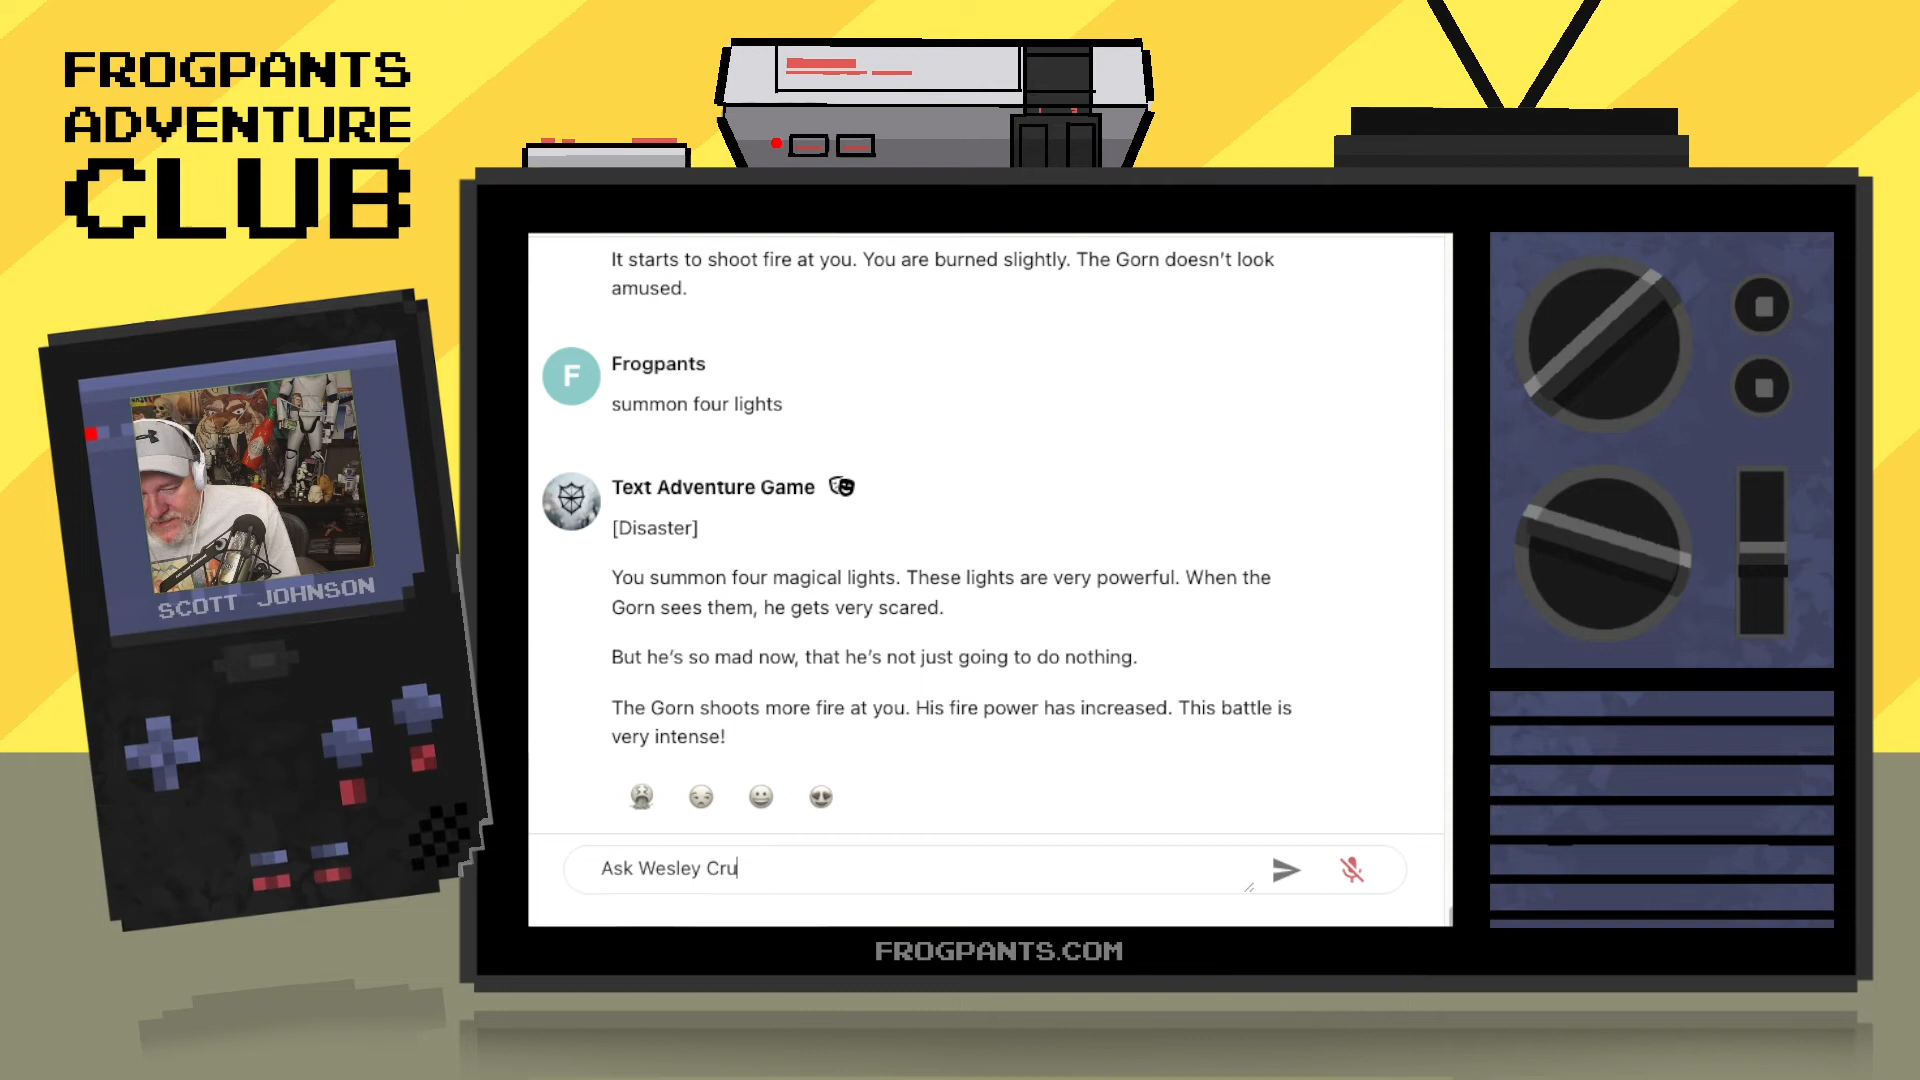 FROGPANTS
ADVENTURE
CLUB
It starts to shoot fire at you. You are burned slightly. The Gorn doesn’t look
amused.
F
Frogpants
summon four lights
Text Adventure Game
[Disaster]
You summon four magical lights. These lights are very powerful. When the
Gorn sees them, he gets very scared.
But he’s so mad now, that he’s not just going to do nothing.
The Gorn shoots more fire at you. His fire power has increased. This battle is
very intense!
Ask Wesley Cru
SCOTT JOHNSON
FROGPANTS.COM